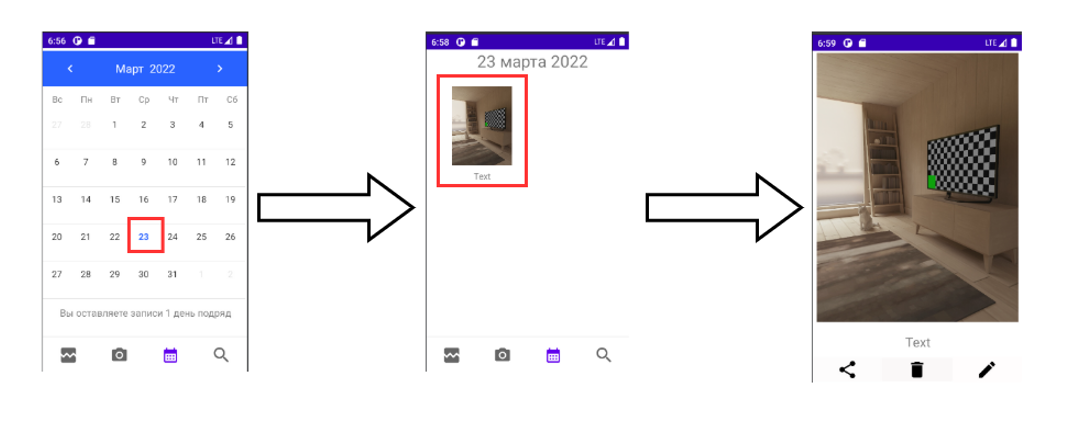 6:56
LTE
Март 2022
Вс Пн Вт Ср Чт Пт Сб
27 28 1 2 3 4 5
6 7 8 9 10 11 12
13 14 15 16 17 18 19
20 21 22 23 24 25 26
27 28 29 30 31 1 2
Вы оставляете записи 1 день подряд
6:58
LTE
23 марта 2022
Text
6:59
LTE
Text